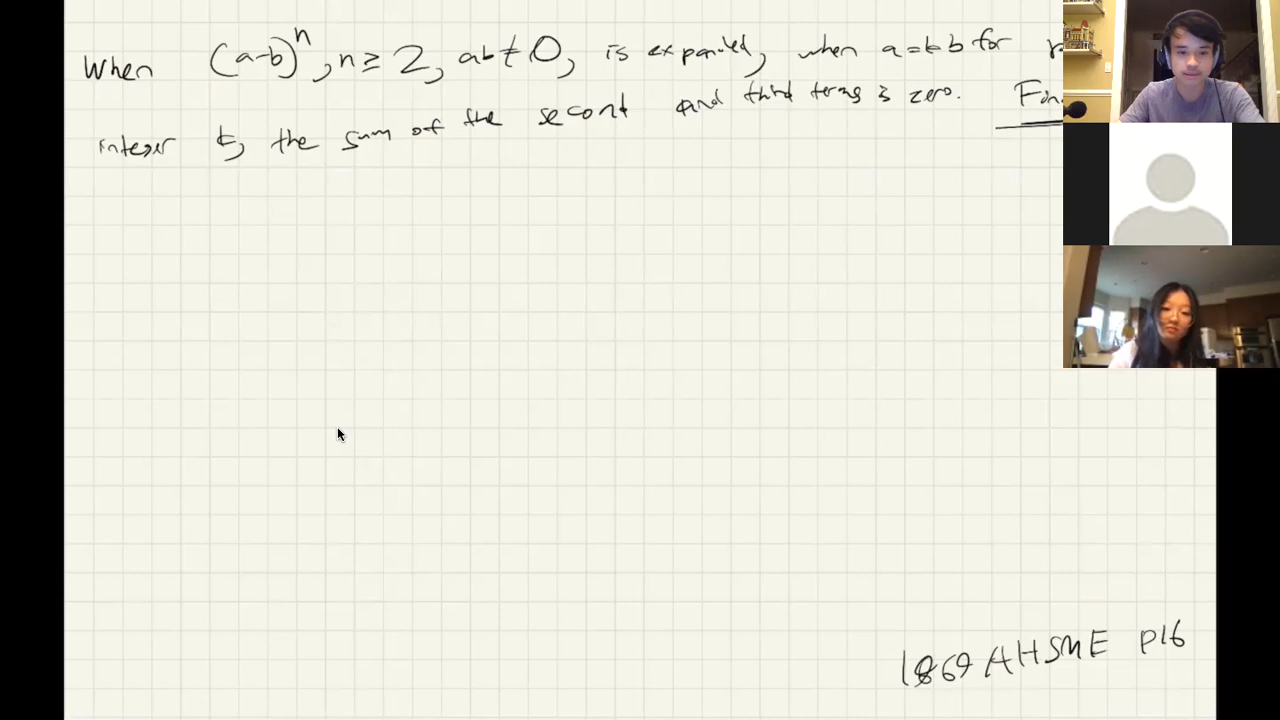 When (a-b)^n, n ≥ 2, ab ≠ 0, is expanded, when a = kb for
integer k, the sum of the second and third terms is zero.
1969 AHSME P16